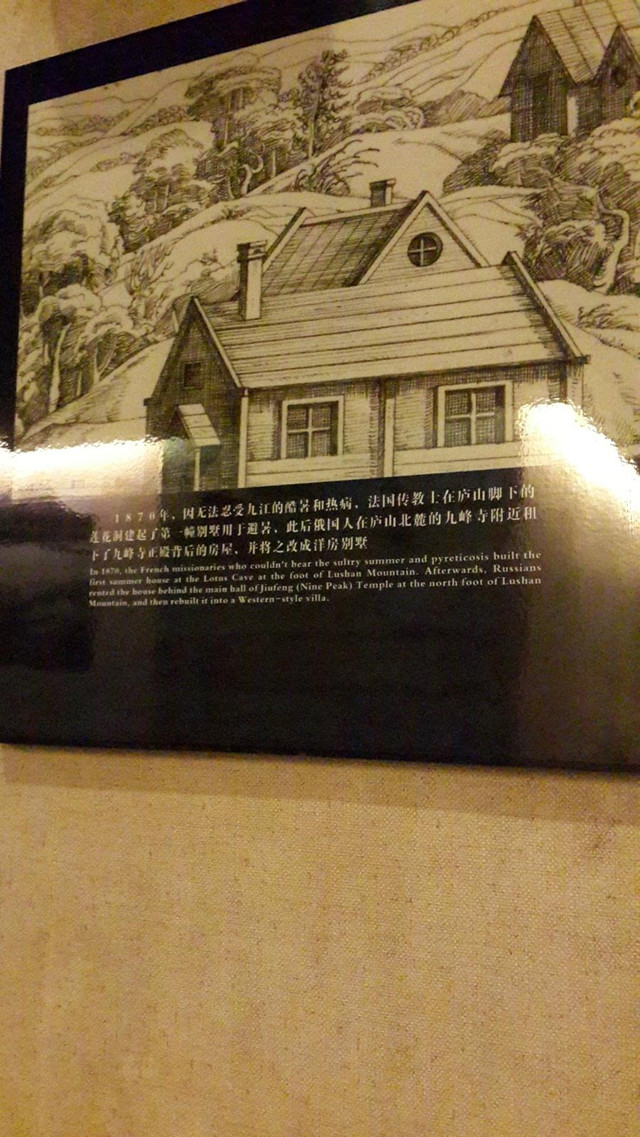 1870年，因无法忍受九江的酷暑和热病，法国传教士在庐山脚下的
莲花洞建起了第一幢别墅用于避暑，此后俄国人在庐山北麓的九峰寺附近租
下了九峰寺正殿背后的房屋、并将之改成洋房别墅
In 1870, the French missionaries who couldn't bear the sultry summer and pyreticosis built the
first summer house at the Lotus Cave at the foot of Lushan Mountain. Afterwards, Russians
rented the house behind the main hall of Jiufeng (Nine Peak) Temple at the north foot of Lushan
Mountain, and then rebuilt it into a Western-style villa.